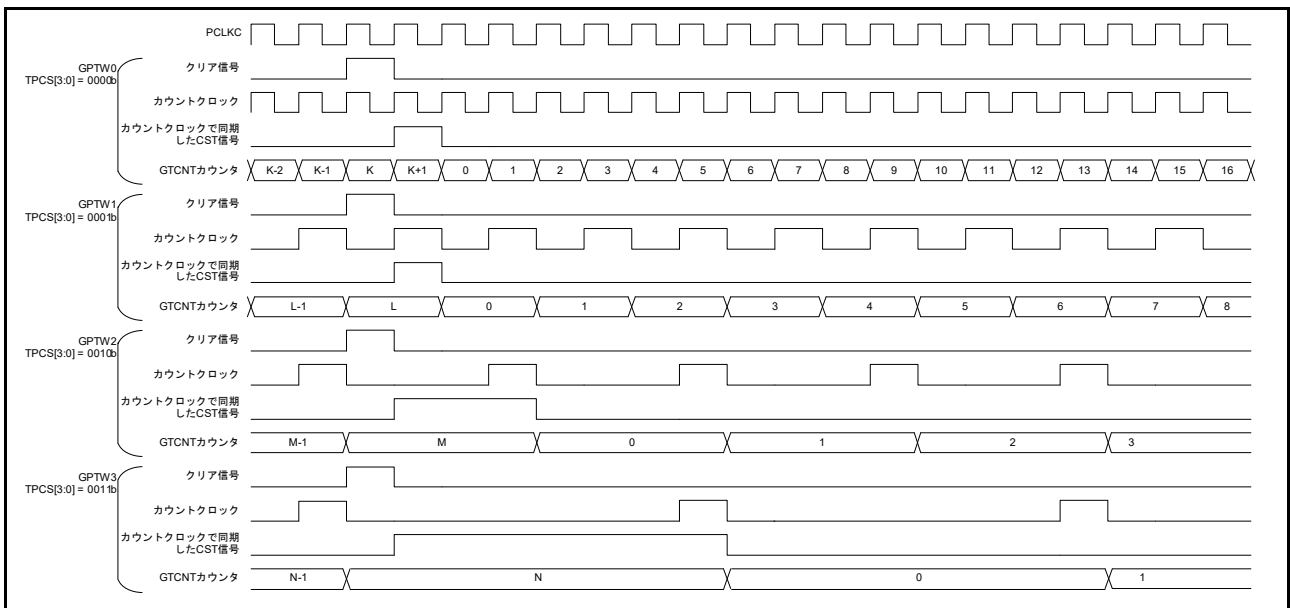 PCLKC
GPTW0
TPCS[3:0] = 0000b
クリア信号
カウントクロック
カウントクロックで同期
したCST信号
GTCNTカウンタ K-2 K-1 K K+1 0 1 2 3 4 5 6 7 8 9 10 11 12 13 14 15 16
GPTW1
TPCS[3:0] = 0001b
クリア信号
カウントクロック
カウントクロックで同期
したCST信号
GTCNTカウンタ L-1 L 0 1 2 3 4 5 6 7 8
GPTW2
TPCS[3:0] = 0010b
クリア信号
カウントクロック
カウントクロックで同期
したCST信号
GTCNTカウンタ M-1 M 0 1 2 3
GPTW3
TPCS[3:0] = 0011b
クリア信号
カウントクロック
カウントクロックで同期
したCST信号
GTCNTカウンタ N-1 N 0 1